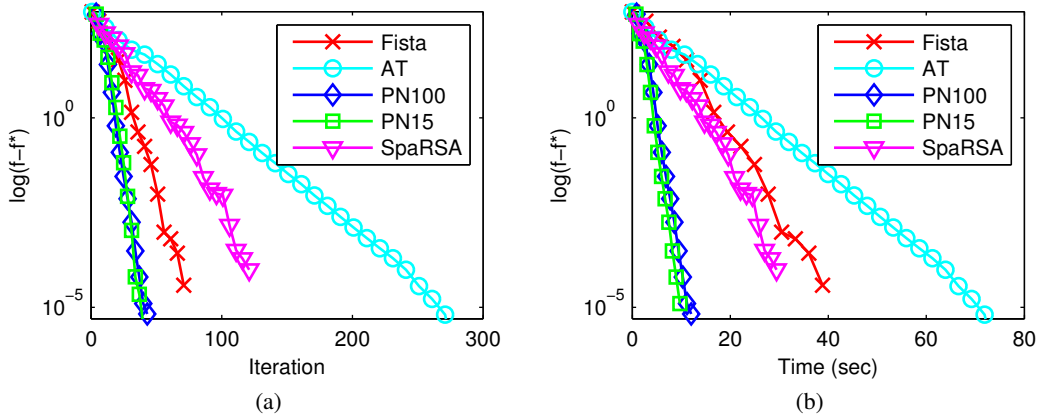 Fista
AT
PN100
PN15
SpaRSA
10^0
10^-5
log(f−f*)
0
100
200
300
Iteration
(a)
Fista
AT
PN100
PN15
SpaRSA
10^0
10^-5
log(f−f*)
0
20
40
60
80
Time (sec)
(b)